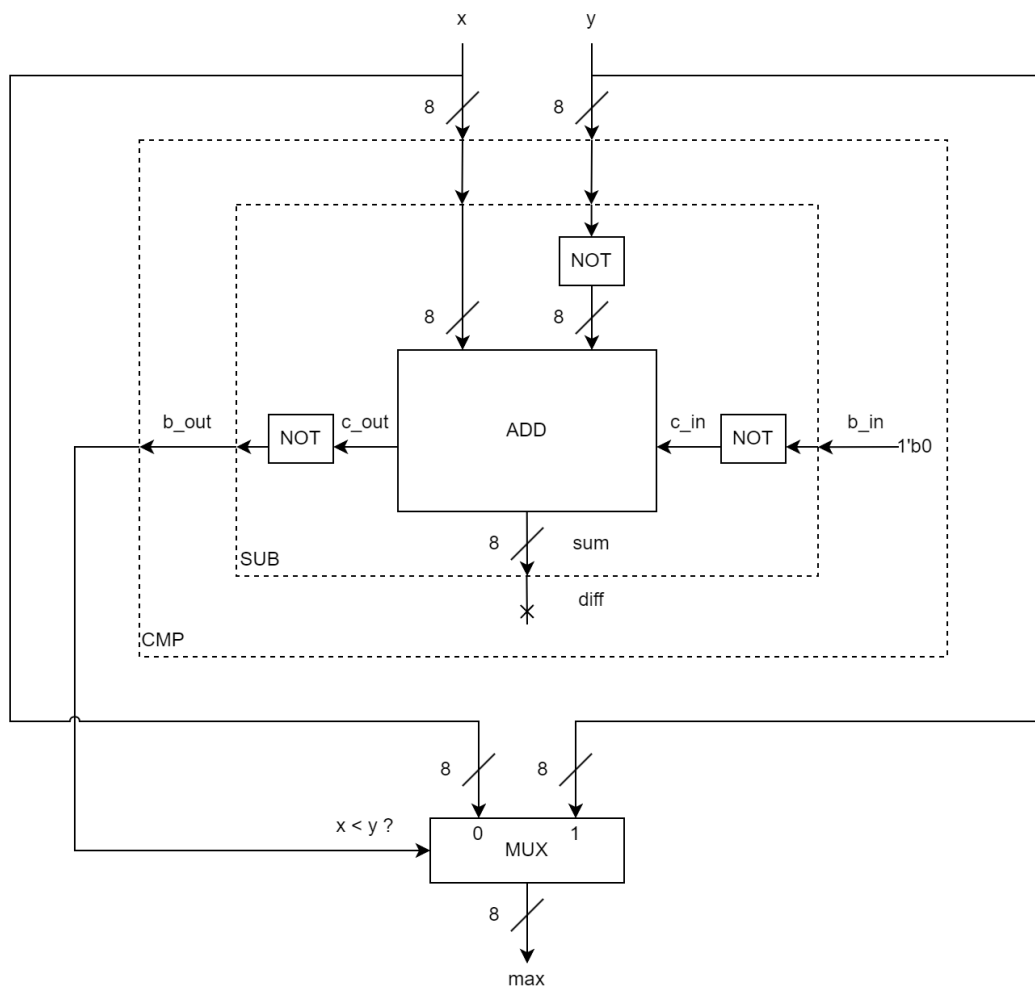 x y
8 8
NOT
8 8
b_out NOT c_out ADD c_in NOT b_in 1'b0
8 sum
SUB
diff
CMP
8 8
x < y ?
0 1
MUX
8
max